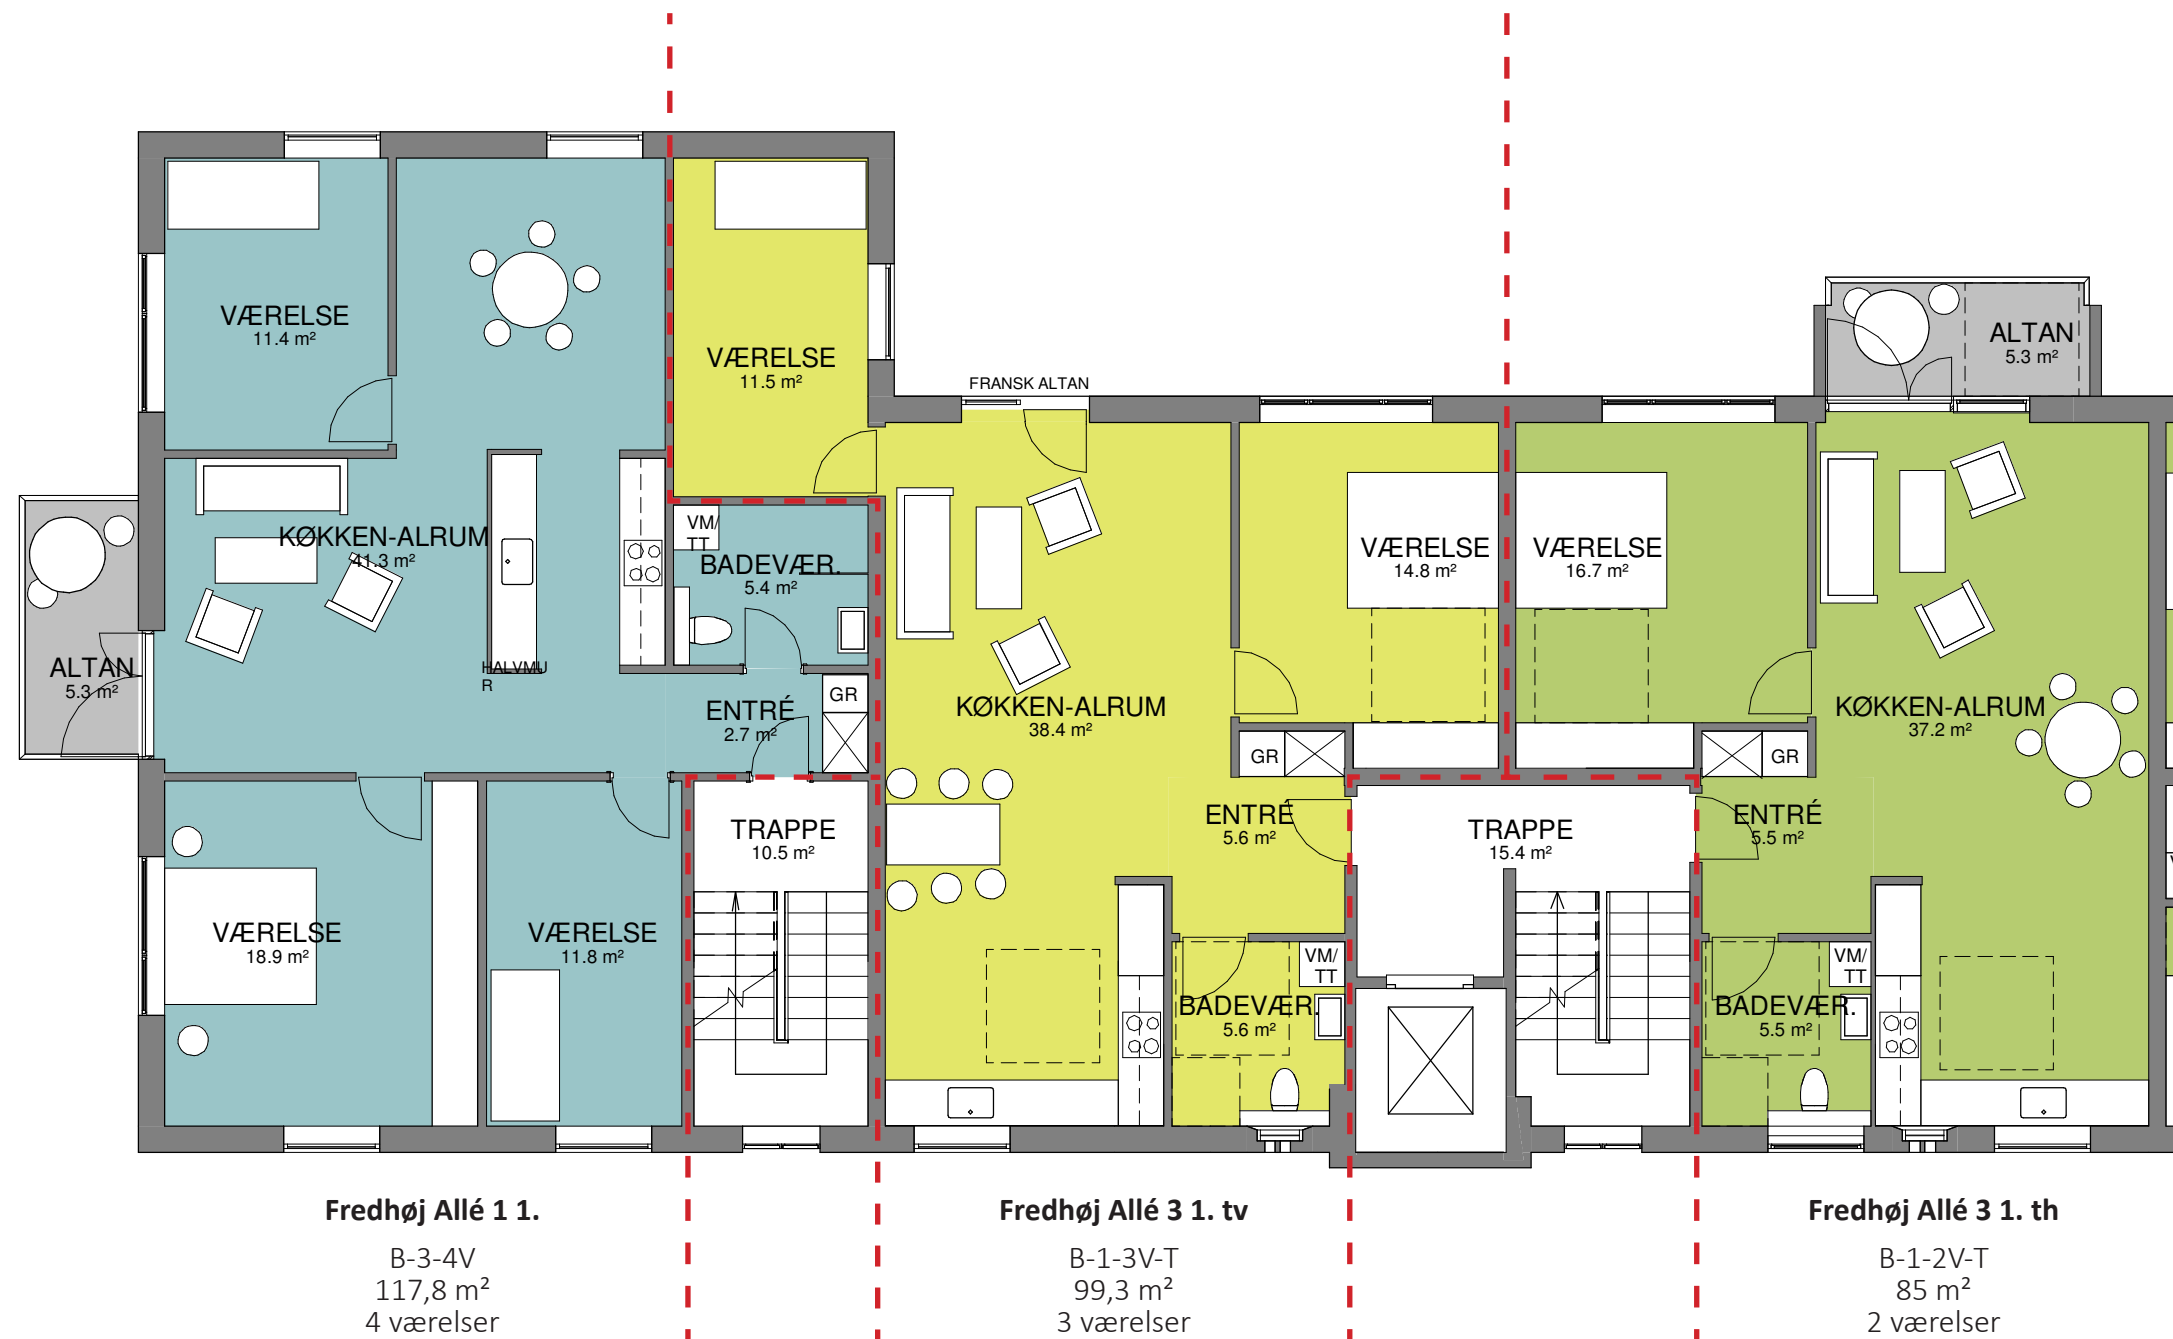 VÆRELSE
11.4 m²
VÆRELSE
11.5 m²
FRANSK ALTAN
ALTAN
5.3 m²
KØKKEN-ALRUM
41.3 m²
VM/
TT
BADEVÆR.
5.4 m²
VÆRELSE
14.8 m²
VÆRELSE
16.7 m²
ALTAN
5.3 m²
HALVMU
R
ENTRÉ
2.7 m²
GR
KØKKEN-ALRUM
38.4 m²
GR
GR
KØKKEN-ALRUM
37.2 m²
TRAPPE
10.5 m²
ENTRÉ
5.6 m²
TRAPPE
15.4 m²
ENTRÉ
5.5 m²
VÆRELSE
18.9 m²
VÆRELSE
11.8 m²
VM/
TT
BADEVÆR.
5.6 m²
VM/
TT
BADEVÆR.
5.5 m²
Fredhøj Allé 1 1.
B-3-4V
117,8 m²
4 værelser
Fredhøj Allé 3 1. tv
B-1-3V-T
99,3 m²
3 værelser
Fredhøj Allé 3 1. th
B-1-2V-T
85 m²
2 værelser